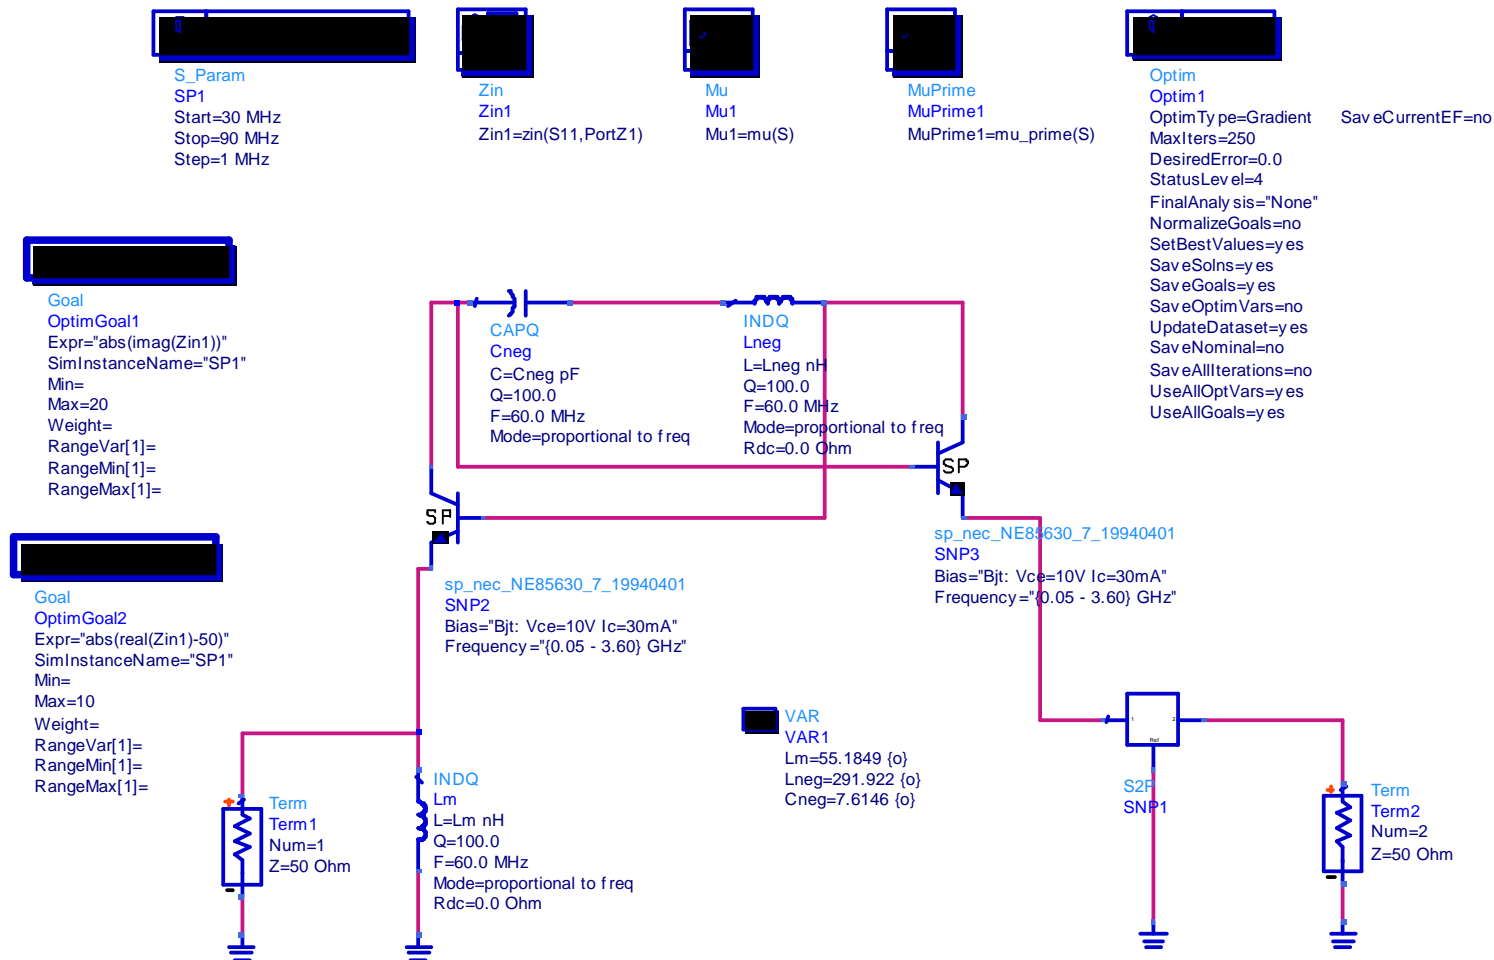 S_Param
SP1
Start=30 MHz
Stop=90 MHz
Step=1 MHz
Zin
Zin1
Zin1=zin(S11,PortZ1)
Mu
Mu1
Mu1=mu(S)
MuPrime
MuPrime1
MuPrime1=mu_prime(S)
Optim
Optim1
OptimType=Gradient SaveCurrentEF=no
MaxIters=250
DesiredError=0.0
StatusLevel=4
FinalAnalysis="None"
NormalizeGoals=no
SetBestValues=yes
SaveSolns=yes
SaveGoals=yes
SaveOptimVars=no
UpdateDataset=yes
SaveNominal=no
SaveAllIterations=no
UseAllOptVars=yes
UseAllGoals=yes
Goal
OptimGoal1
Expr="abs(imag(Zin1))"
SimInstanceName="SP1"
Min=
Max=20
Weight=
RangeVar[1]=
RangeMin[1]=
RangeMax[1]=
CAPQ
Cneg
C=Cneg pF
Q=100.0
F=60.0 MHz
Mode=proportional to freq
INDQ
Lneg
L=Lneg nH
Q=100.0
F=60.0 MHz
Mode=proportional to freq
Rdc=0.0 Ohm
SP
SP
sp_nec_NE85630_7_19940401
SNP3
Bias="Bjt: Vce=10V Ic=30mA"
Frequency="{0.05 - 3.60} GHz"
sp_nec_NE85630_7_19940401
SNP2
Bias="Bjt: Vce=10V Ic=30mA"
Frequency="{0.05 - 3.60} GHz"
Goal
OptimGoal2
Expr="abs(real(Zin1)-50)"
SimInstanceName="SP1"
Min=
Max=10
Weight=
RangeVar[1]=
RangeMin[1]=
RangeMax[1]=
VAR
VAR1
Lm=55.1849 {o}
Lneg=291.922 {o}
Cneg=7.6146 {o}
1 2
Ref
S2P
SNP1
Term
Term1
Num=1
Z=50 Ohm
INDQ
Lm
L=Lm nH
Q=100.0
F=60.0 MHz
Mode=proportional to freq
Rdc=0.0 Ohm
Term
Term2
Num=2
Z=50 Ohm